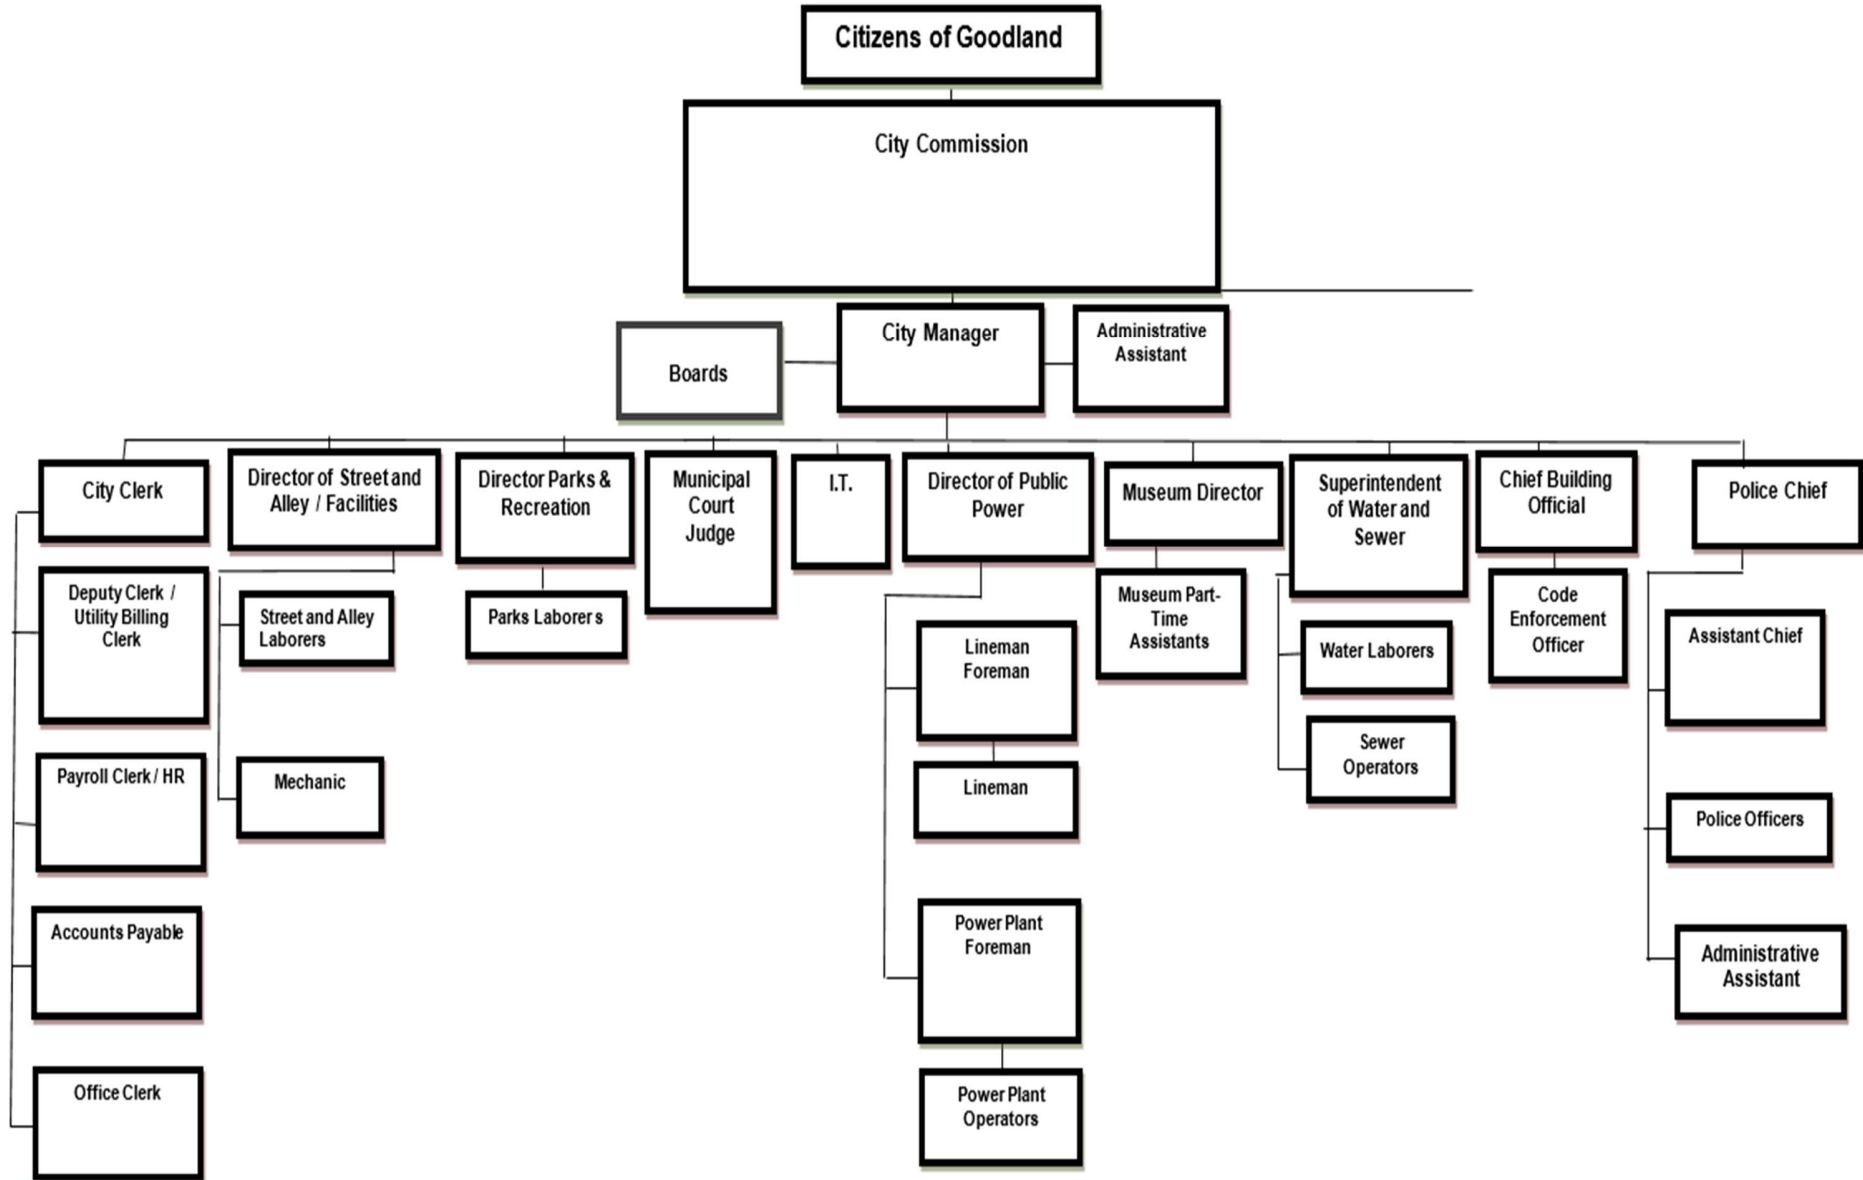 Citizens of Goodland
City Commission
City Manager
Administrative
Assistant
Boards
City Clerk
Director of Street and
Alley / Facilities
Director Parks &
Recreation
Municipal
Court
Judge
I.T.
Director of Public
Power
Museum Director
Superintendent
of Water and
Sewer
Chief Building
Official
Police Chief
Deputy Clerk /
Utility Billing
Clerk
Street and Alley
Laborers
Parks Laborers
Lineman
Foreman
Museum Part-
Time
Assistants
Water Laborers
Code
Enforcement
Officer
Assistant Chief
Payroll Clerk / HR
Mechanic
Lineman
Sewer
Operators
Police Officers
Accounts Payable
Power Plant
Foreman
Administrative
Assistant
Office Clerk
Power Plant
Operators